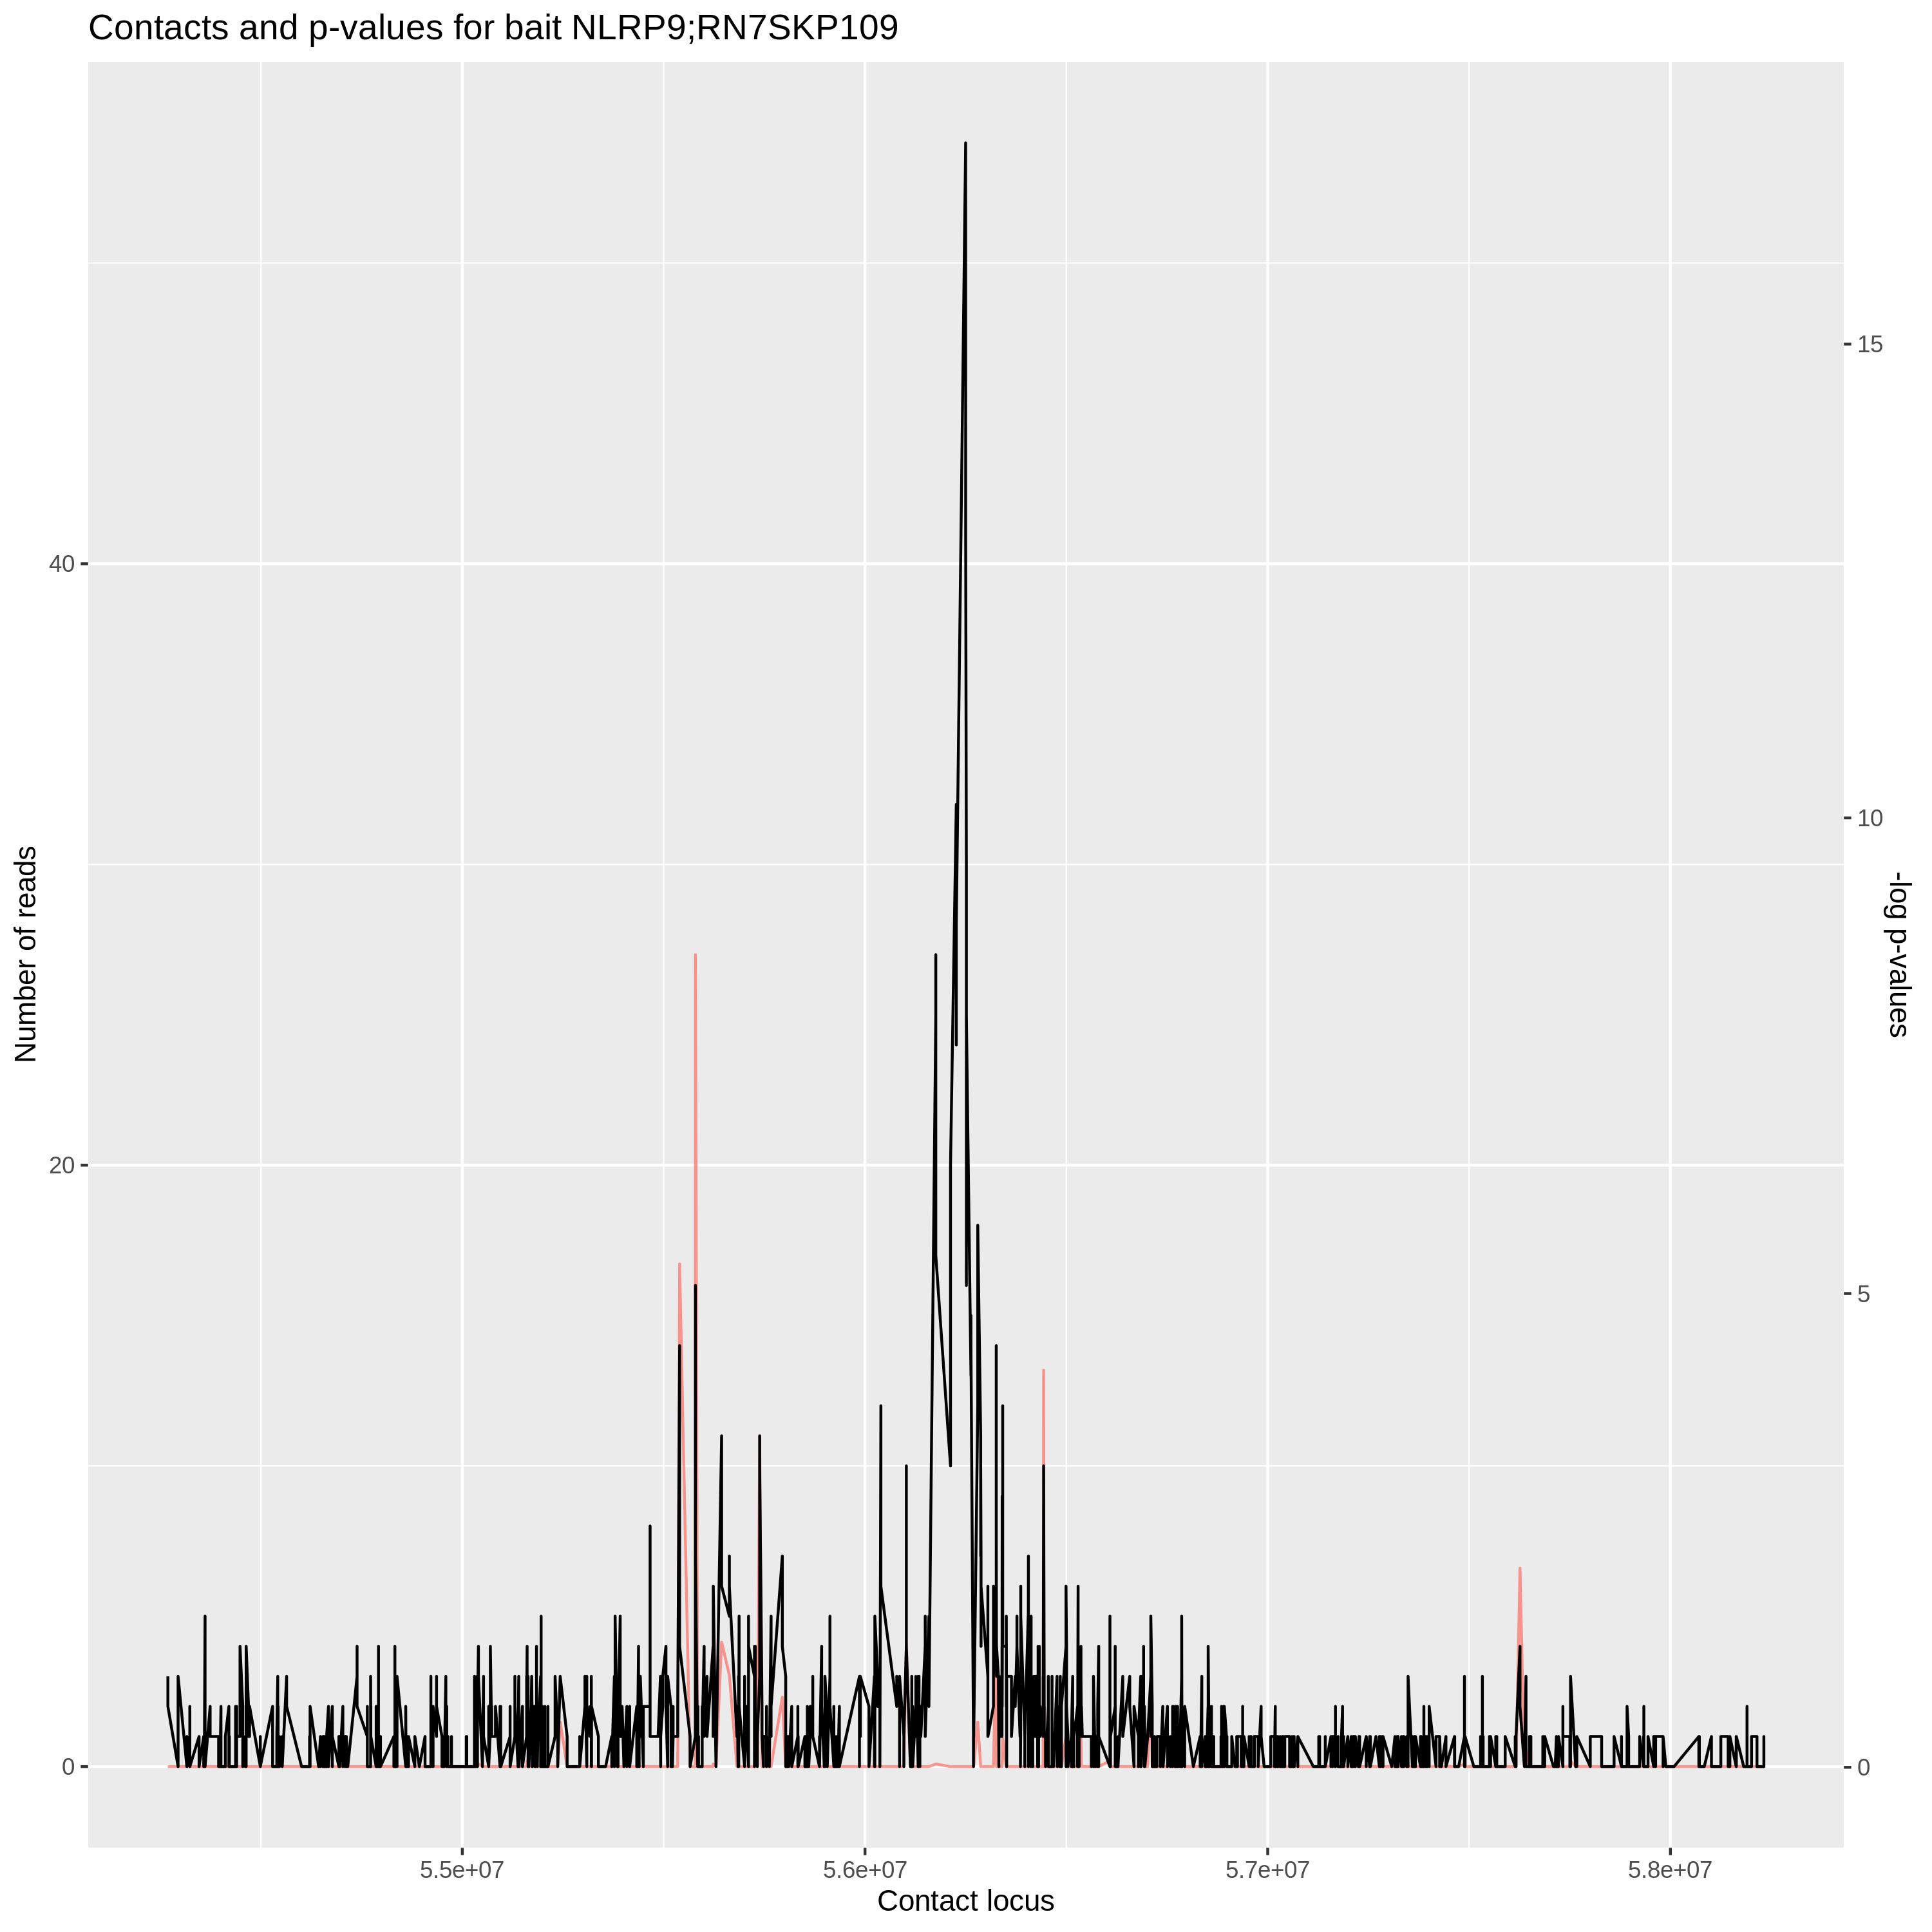 Contacts and p-values for bait NLRP9;RN7SKP109
Number of reads
40
20
0
15
10
5
0
-log p-values
5.5e+07
5.6e+07
5.7e+07
5.8e+07
Contact locus